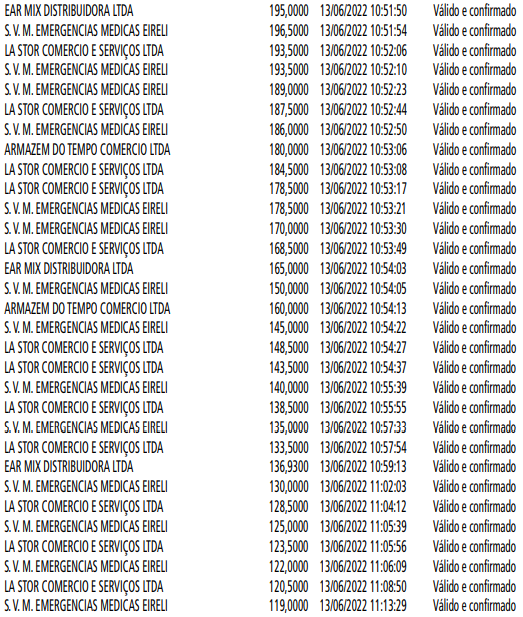 EAR MIX DISTRIBUIDORA LTDA 195,0000 13/06/2022 10:51:50 Válido e confirmado
S. V. M. EMERGENCIAS MEDICAS EIRELI 196,5000 13/06/2022 10:51:54 Válido e confirmado
LA STOR COMERCIO E SERVIÇOS LTDA 193,5000 13/06/2022 10:52:06 Válido e confirmado
S. V. M. EMERGENCIAS MEDICAS EIRELI 193,5000 13/06/2022 10:52:10 Válido e confirmado
S. V. M. EMERGENCIAS MEDICAS EIRELI 189,0000 13/06/2022 10:52:23 Válido e confirmado
LA STOR COMERCIO E SERVIÇOS LTDA 187,5000 13/06/2022 10:52:44 Válido e confirmado
S. V. M. EMERGENCIAS MEDICAS EIRELI 186,0000 13/06/2022 10:52:50 Válido e confirmado
ARMAZEM DO TEMPO COMERCIO LTDA 180,0000 13/06/2022 10:53:06 Válido e confirmado
LA STOR COMERCIO E SERVIÇOS LTDA 184,5000 13/06/2022 10:53:08 Válido e confirmado
LA STOR COMERCIO E SERVIÇOS LTDA 178,5000 13/06/2022 10:53:17 Válido e confirmado
S. V. M. EMERGENCIAS MEDICAS EIRELI 178,5000 13/06/2022 10:53:21 Válido e confirmado
S. V. M. EMERGENCIAS MEDICAS EIRELI 170,0000 13/06/2022 10:53:30 Válido e confirmado
LA STOR COMERCIO E SERVIÇOS LTDA 168,5000 13/06/2022 10:53:49 Válido e confirmado
EAR MIX DISTRIBUIDORA LTDA 165,0000 13/06/2022 10:54:03 Válido e confirmado
S. V. M. EMERGENCIAS MEDICAS EIRELI 150,0000 13/06/2022 10:54:05 Válido e confirmado
ARMAZEM DO TEMPO COMERCIO LTDA 160,0000 13/06/2022 10:54:13 Válido e confirmado
S. V. M. EMERGENCIAS MEDICAS EIRELI 145,0000 13/06/2022 10:54:22 Válido e confirmado
LA STOR COMERCIO E SERVIÇOS LTDA 148,5000 13/06/2022 10:54:27 Válido e confirmado
LA STOR COMERCIO E SERVIÇOS LTDA 143,5000 13/06/2022 10:54:37 Válido e confirmado
S. V. M. EMERGENCIAS MEDICAS EIRELI 140,0000 13/06/2022 10:55:39 Válido e confirmado
LA STOR COMERCIO E SERVIÇOS LTDA 138,5000 13/06/2022 10:55:55 Válido e confirmado
S. V. M. EMERGENCIAS MEDICAS EIRELI 135,0000 13/06/2022 10:57:33 Válido e confirmado
LA STOR COMERCIO E SERVIÇOS LTDA 133,5000 13/06/2022 10:57:54 Válido e confirmado
EAR MIX DISTRIBUIDORA LTDA 136,9300 13/06/2022 10:59:13 Válido e confirmado
S. V. M. EMERGENCIAS MEDICAS EIRELI 130,0000 13/06/2022 11:02:03 Válido e confirmado
LA STOR COMERCIO E SERVIÇOS LTDA 128,5000 13/06/2022 11:04:12 Válido e confirmado
S. V. M. EMERGENCIAS MEDICAS EIRELI 125,0000 13/06/2022 11:05:39 Válido e confirmado
LA STOR COMERCIO E SERVIÇOS LTDA 123,5000 13/06/2022 11:05:56 Válido e confirmado
S. V. M. EMERGENCIAS MEDICAS EIRELI 122,0000 13/06/2022 11:06:09 Válido e confirmado
LA STOR COMERCIO E SERVIÇOS LTDA 120,5000 13/06/2022 11:08:50 Válido e confirmado
S. V. M. EMERGENCIAS MEDICAS EIRELI 119,0000 13/06/2022 11:13:29 Válido e confirmado